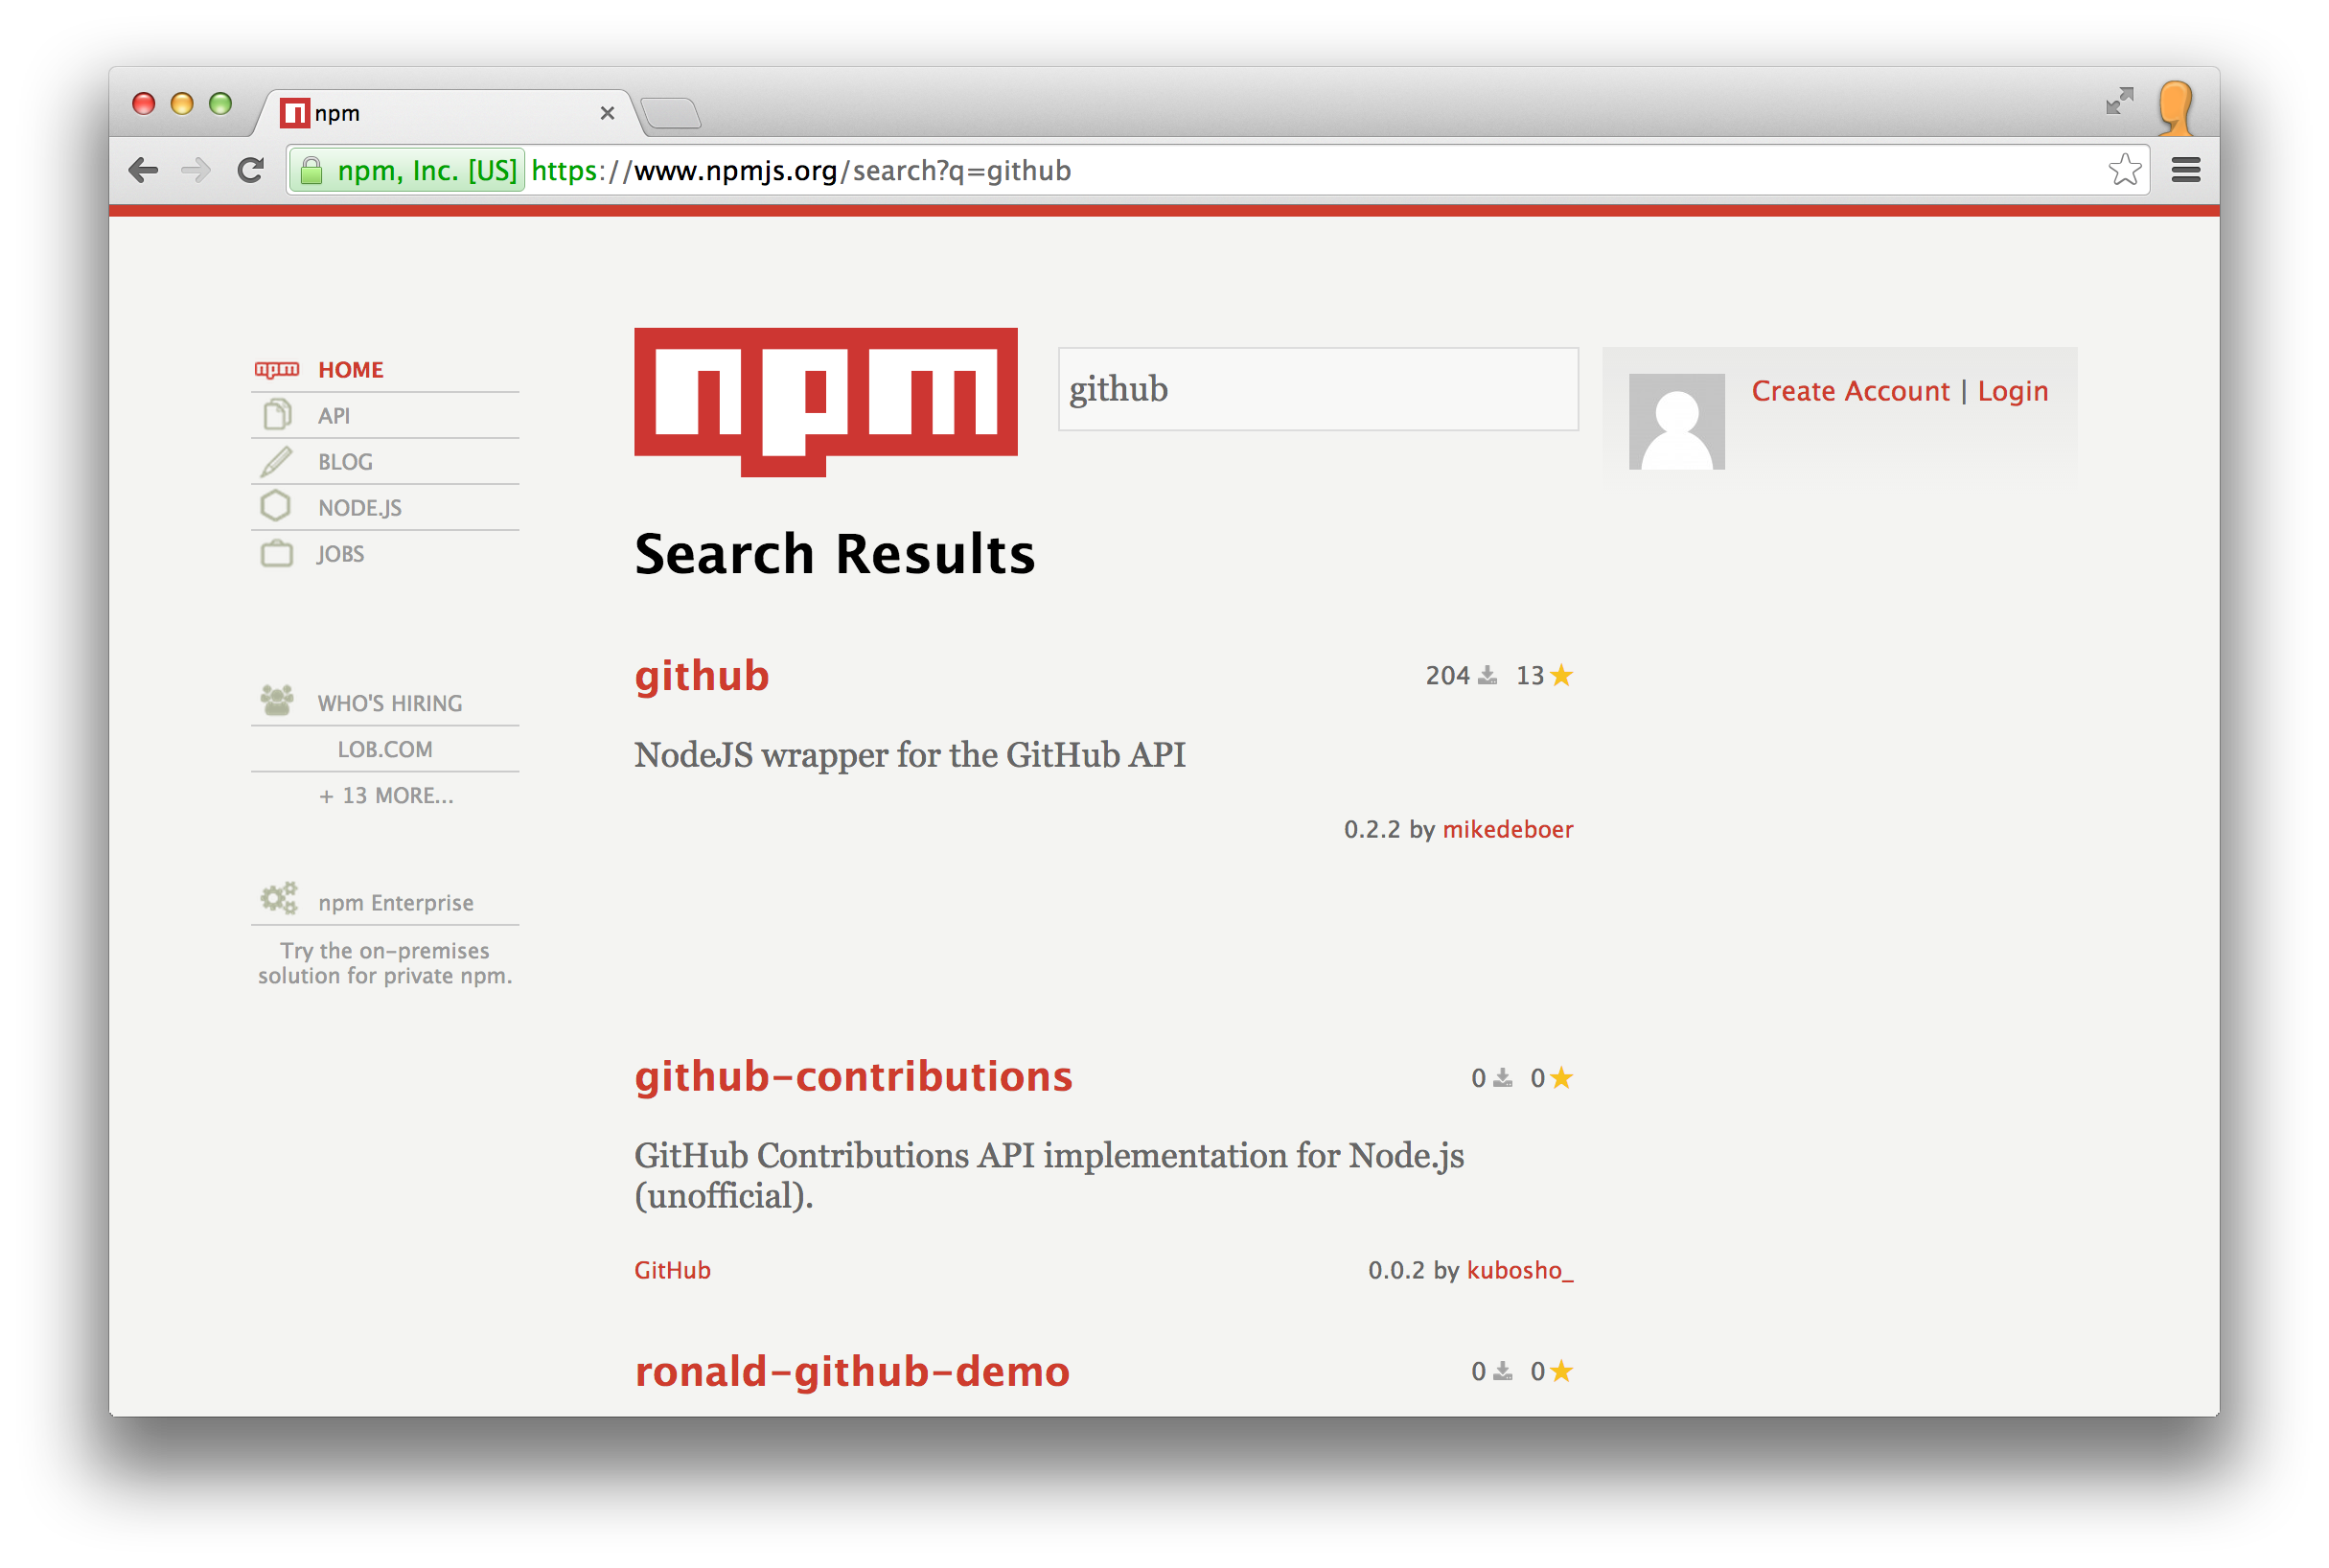 npm
npm, Inc. [US] https://www.npmjs.org/search?q=github
npm HOME
API
BLOG
NODE.JS
JOBS
WHO'S HIRING
LOB.COM
+ 13 MORE...
npm Enterprise
Try the on-premises
solution for private npm.
npm
github
Create Account | Login
Search Results
github 204 13
NodeJS wrapper for the GitHub API
0.2.2 by mikedeboer
github-contributions 0 0
GitHub Contributions API implementation for Node.js
(unofficial).
GitHub 0.0.2 by kubosho_
ronald-github-demo 0 0